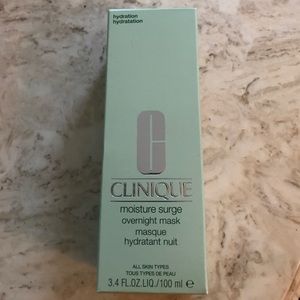 hydration
hydratation
C
CLINIQUE
moisture surge
overnight mask
masque
hydratant nuit
ALL SKIN TYPES
TOUS TYPES DE PEAU
3.4 FL.OZ.LIQ./100 ml ℮